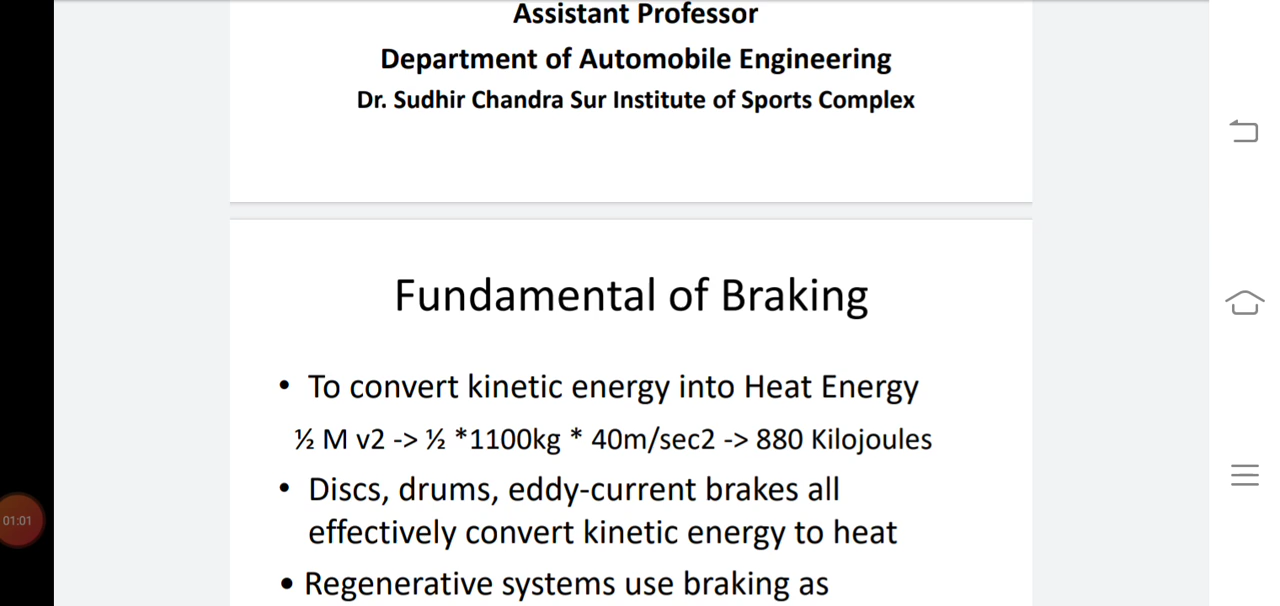 Assistant Professor
Department of Automobile Engineering
Dr. Sudhir Chandra Sur Institute of Sports Complex
Fundamental of Braking
• To convert kinetic energy into Heat Energy
½ M v2 -> ½ *1100kg * 40m/sec2 -> 880 Kilojoules
• Discs, drums, eddy-current brakes all
effectively convert kinetic energy to heat
• Regenerative systems use braking as
01:01